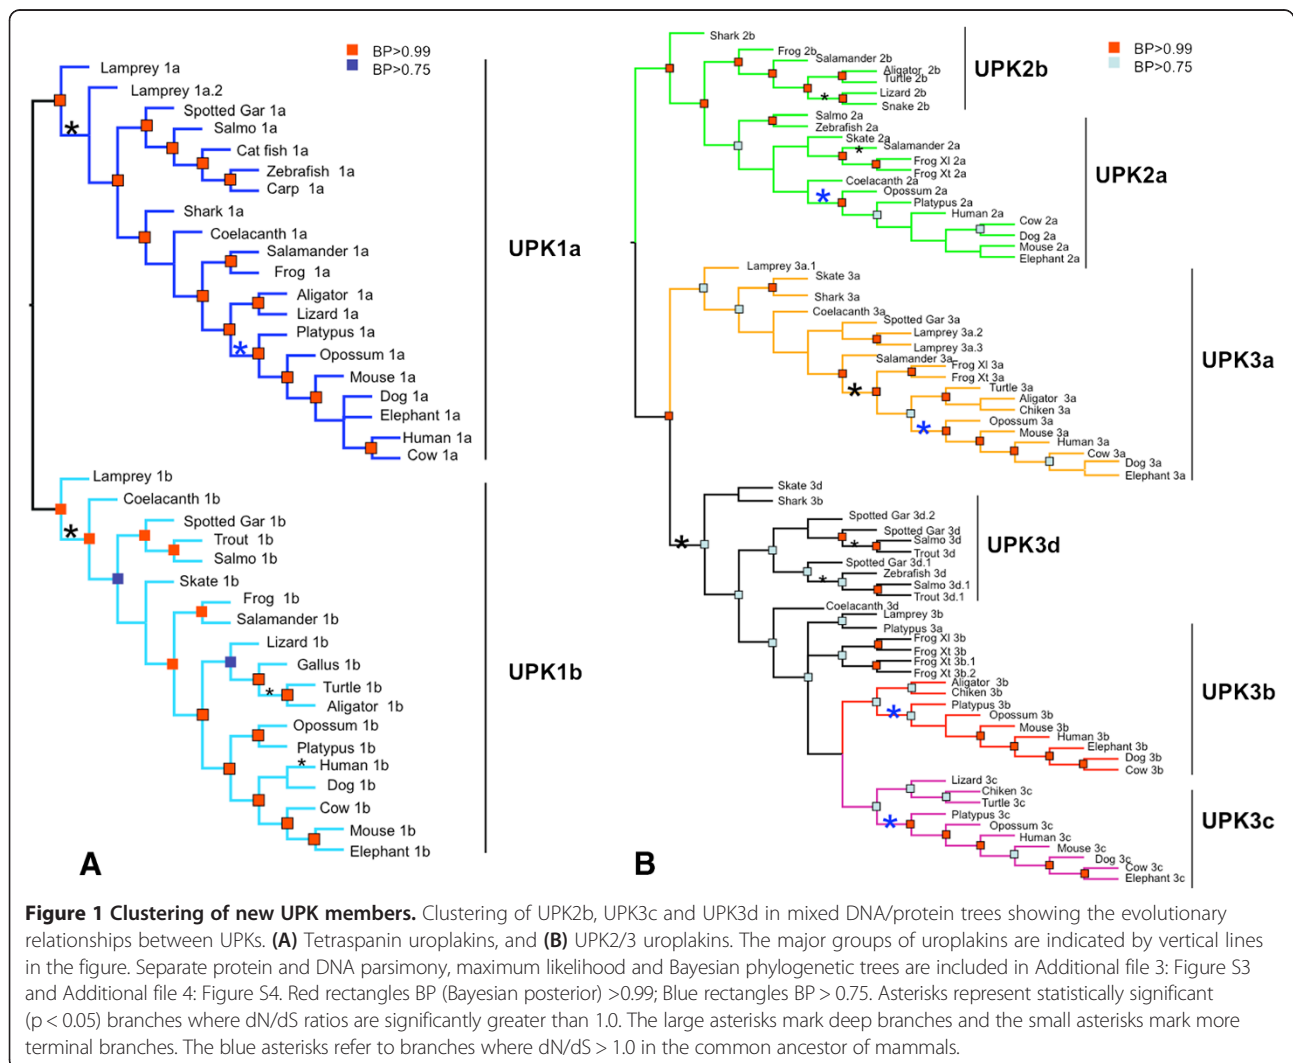 BP>0.99
BP>0.75
Lamprey 1a
Lamprey 1a.2
Spotted Gar 1a
Salmo 1a
Cat fish 1a
Zebrafish 1a
Carp 1a
Shark 1a
Coelacanth 1a
Salamander 1a
Frog 1a
Aligator 1a
Lizard 1a
Platypus 1a
Opossum 1a
Mouse 1a
Dog 1a
Elephant 1a
Human 1a
Cow 1a
UPK1a
Lamprey 1b
Coelacanth 1b
Spotted Gar 1b
Trout 1b
Salmo 1b
Skate 1b
Frog 1b
Salamander 1b
Lizard 1b
Gallus 1b
Turtle 1b
Aligator 1b
Opossum 1b
Platypus 1b
Human 1b
Dog 1b
Cow 1b
Mouse 1b
Elephant 1b
UPK1b
A
BP>0.99
BP>0.75
Shark 2b
Frog 2b
Salamander 2b
Aligator 2b
Turtle 2b
Lizard 2b
Snake 2b
UPK2b
Salmo 2a
Zebrafish 2a
Skate 2a
Salamander 2a
Frog Xl 2a
Frog Xt 2a
Coelacanth 2a
Opossum 2a
Platypus 2a
Human 2a
Cow 2a
Dog 2a
Mouse 2a
Elephant 2a
UPK2a
Lamprey 3a.1
Skate 3a
Shark 3a
Coelacanth 3a
Spotted Gar 3a
Lamprey 3a.2
Lamprey 3a.3
Salamander 3a
Frog Xl 3a
Frog Xt 3a
Turtle 3a
Aligator 3a
Chiken 3a
Opossum 3a
Mouse 3a
Human 3a
Cow 3a
Dog 3a
Elephant 3a
UPK3a
Skate 3d
Shark 3b
Spotted Gar 3d.2
Spotted Gar 3d
Salmo 3d
Trout 3d
Spotted Gar 3d.1
Zebrafish 3d
Salmo 3d.1
Trout 3d.1
UPK3d
Coelacanth 3d
Lamprey 3b
Platypus 3a
Frog Xl 3b
Frog Xt 3b
Frog Xt 3b.1
Frog Xt 3b.2
Aligator 3b
Chiken 3b
Platypus 3b
Opossum 3b
Mouse 3b
Human 3b
Elephant 3b
Dog 3b
Cow 3b
UPK3b
Lizard 3c
Chiken 3c
Turtle 3c
Platypus 3c
Opossum 3c
Human 3c
Mouse 3c
Dog 3c
Cow 3c
Elephant 3c
UPK3c
B
Figure 1 Clustering of new UPK members. Clustering of UPK2b, UPK3c and UPK3d in mixed DNA/protein trees showing the evolutionary
relationships between UPKs. (A) Tetraspanin uroplakins, and (B) UPK2/3 uroplakins. The major groups of uroplakins are indicated by vertical lines
in the figure. Separate protein and DNA parsimony, maximum likelihood and Bayesian phylogenetic trees are included in Additional file 3: Figure S3
and Additional file 4: Figure S4. Red rectangles BP (Bayesian posterior) >0.99; Blue rectangles BP > 0.75. Asterisks represent statistically significant
(p < 0.05) branches where dN/dS ratios are significantly greater than 1.0. The large asterisks mark deep branches and the small asterisks mark more
terminal branches. The blue asterisks refer to branches where dN/dS > 1.0 in the common ancestor of mammals.